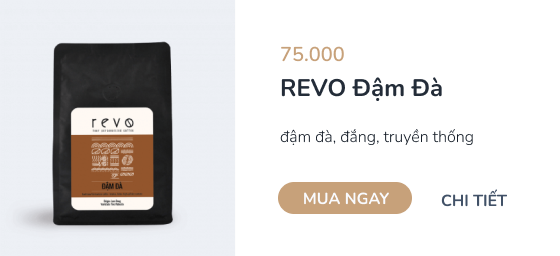 75.000
REVO Đậm Đà
đậm đà, đắng, truyền thống
MUA NGAY
CHI TIẾT
revo
ĐẬM ĐÀ